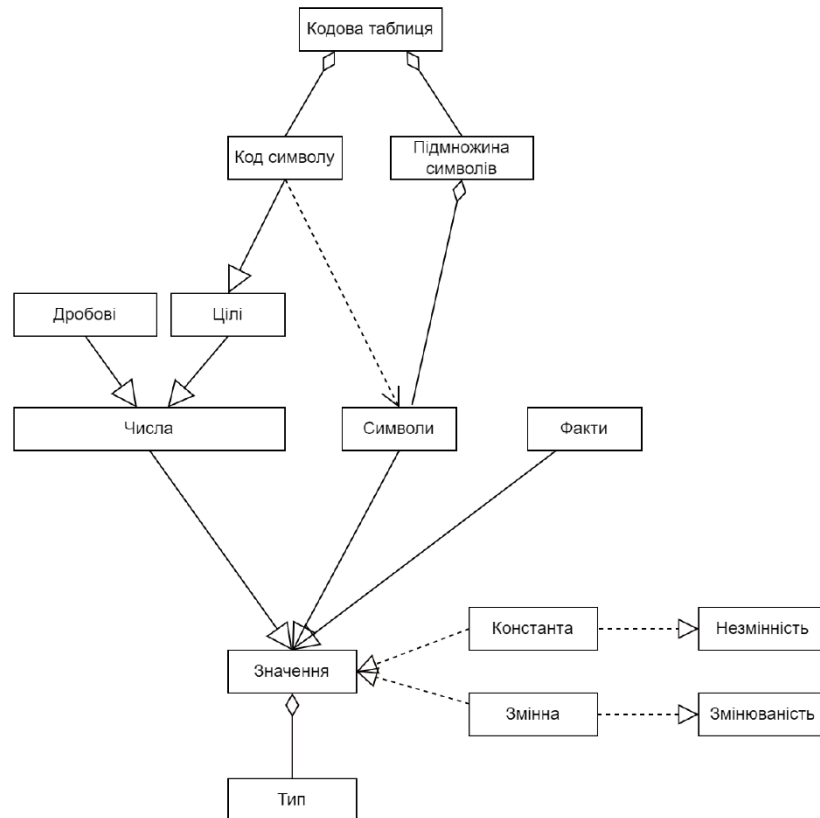 Кодова таблиця
Код символу
Підмножина
символів
Дробові
Цілі
Числа
Символи
Факти
Константа
Незмінність
Значення
Змінна
Змінюваність
Тип